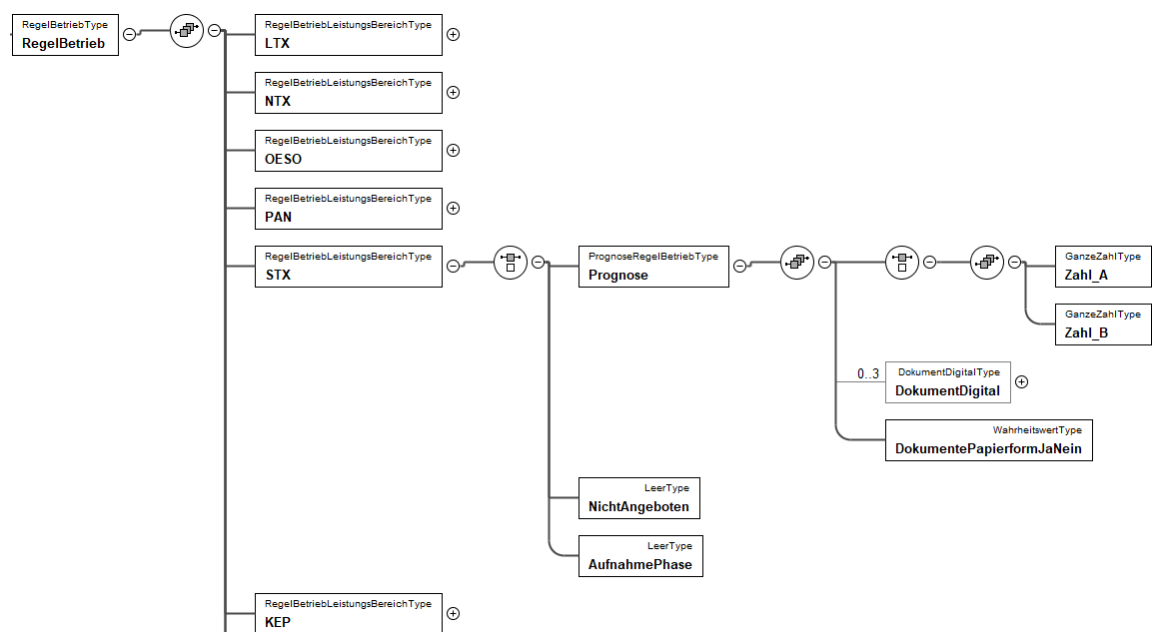 RegelBetriebType
RegelBetrieb
RegelBetriebLeistungsBereichType
LTX
RegelBetriebLeistungsBereichType
NTX
RegelBetriebLeistungsBereichType
OESO
RegelBetriebLeistungsBereichType
PAN
RegelBetriebLeistungsBereichType
STX
PrognoseRegelBetriebType
Prognose
GanzeZahlType
Zahl_A
GanzeZahlType
Zahl_B
0..3
DokumentDigitalType
DokumentDigital
WahrheitswertType
DokumentePapierformJaNein
LeerType
NichtAngeboten
LeerType
AufnahmePhase
RegelBetriebLeistungsBereichType
KEP